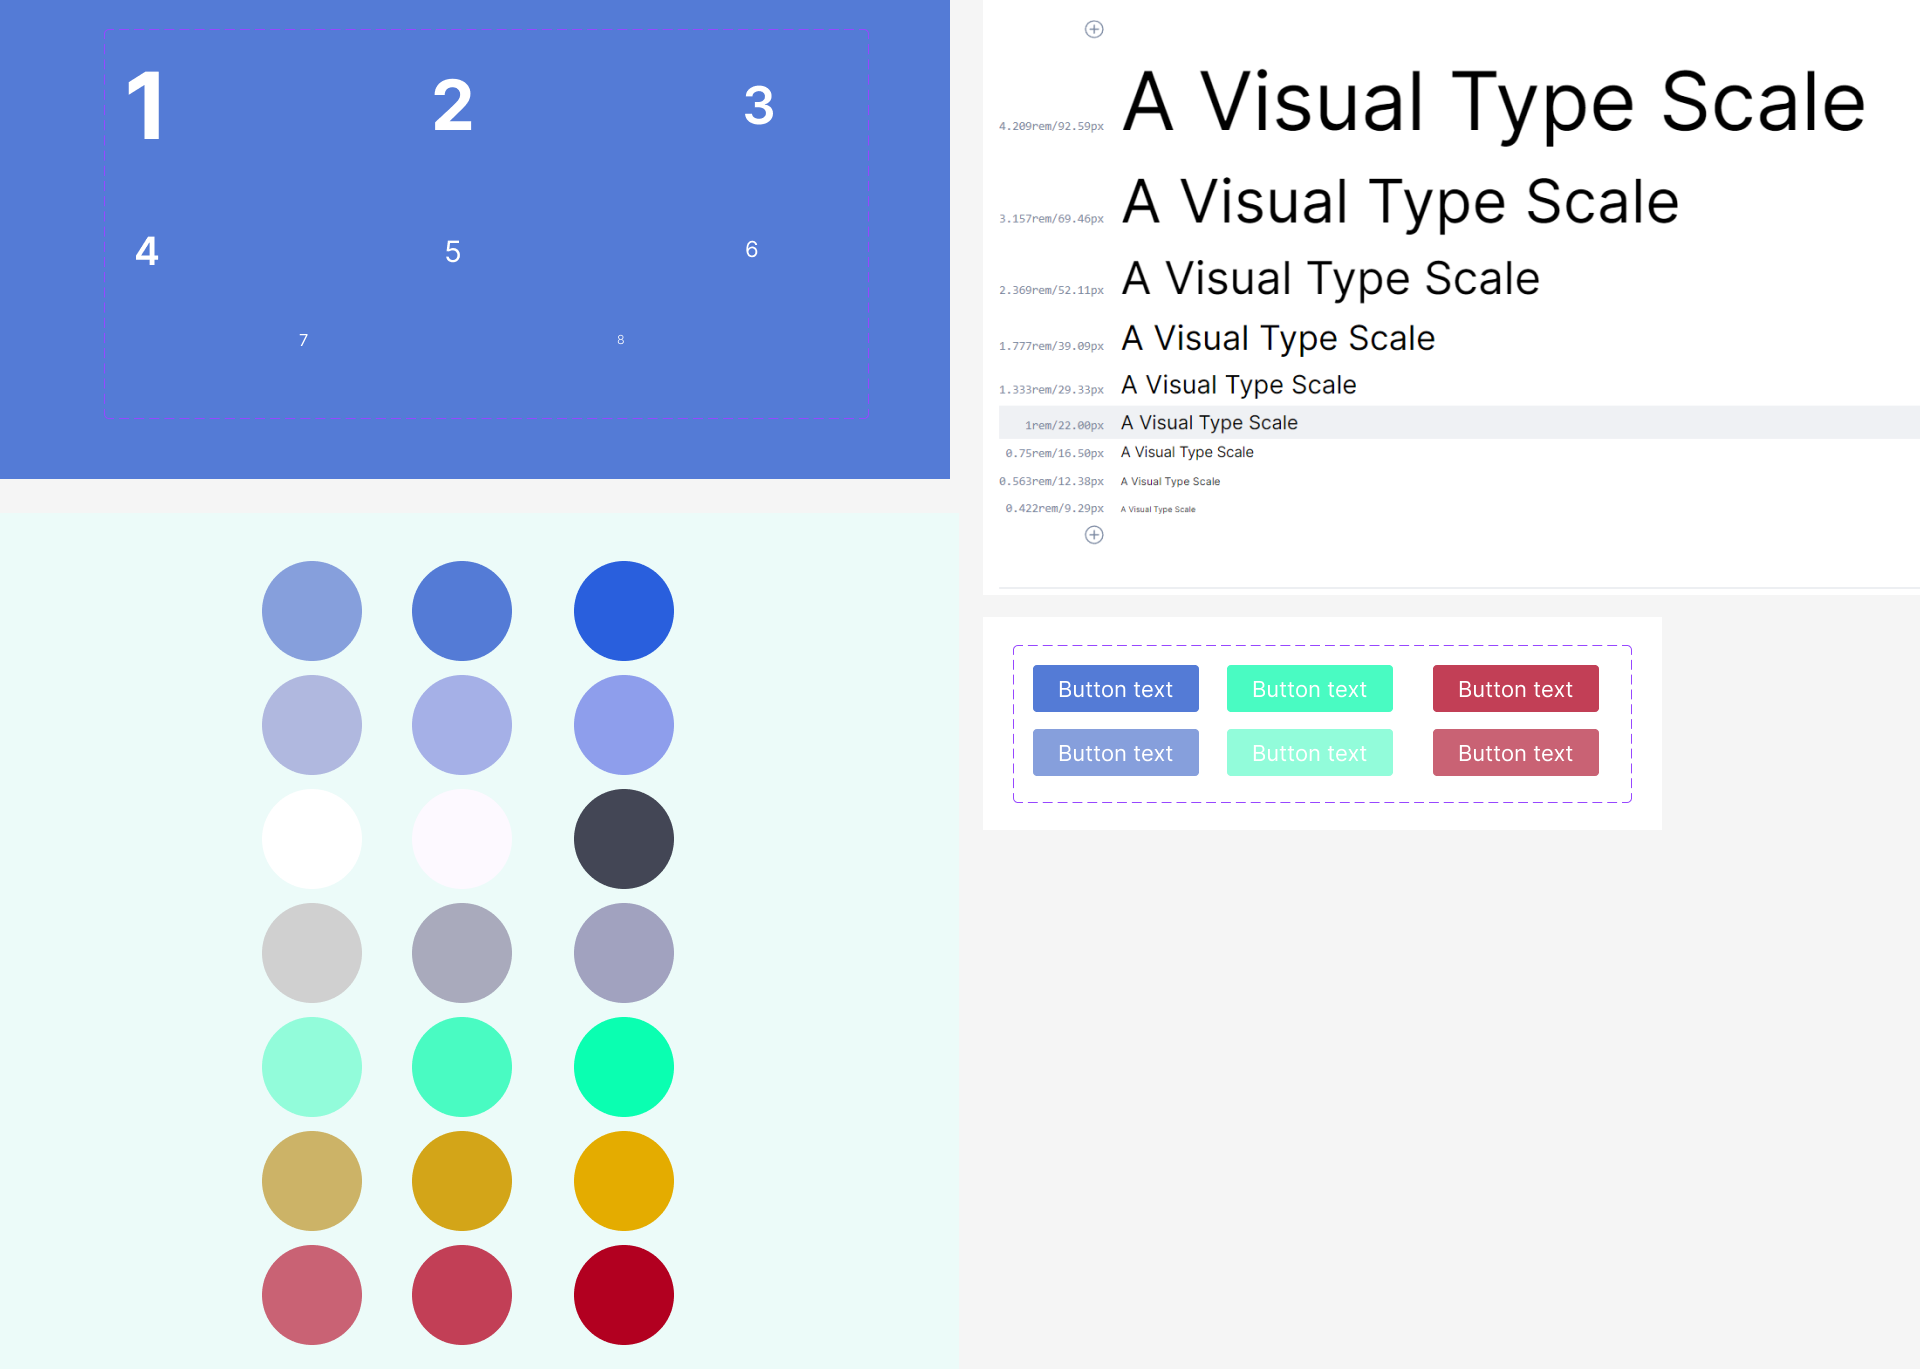 1 2 3
4 5 6
7 8
4.209rem/92.59px A Visual Type Scale
3.157rem/69.46px A Visual Type Scale
2.369rem/52.11px A Visual Type Scale
1.777rem/39.09px A Visual Type Scale
1.333rem/29.33px A Visual Type Scale
1rem/22.00px A Visual Type Scale
0.75rem/16.50px A Visual Type Scale
0.563rem/12.38px A Visual Type Scale
0.422rem/9.29px A Visual Type Scale
Button text Button text Button text
Button text Button text Button text